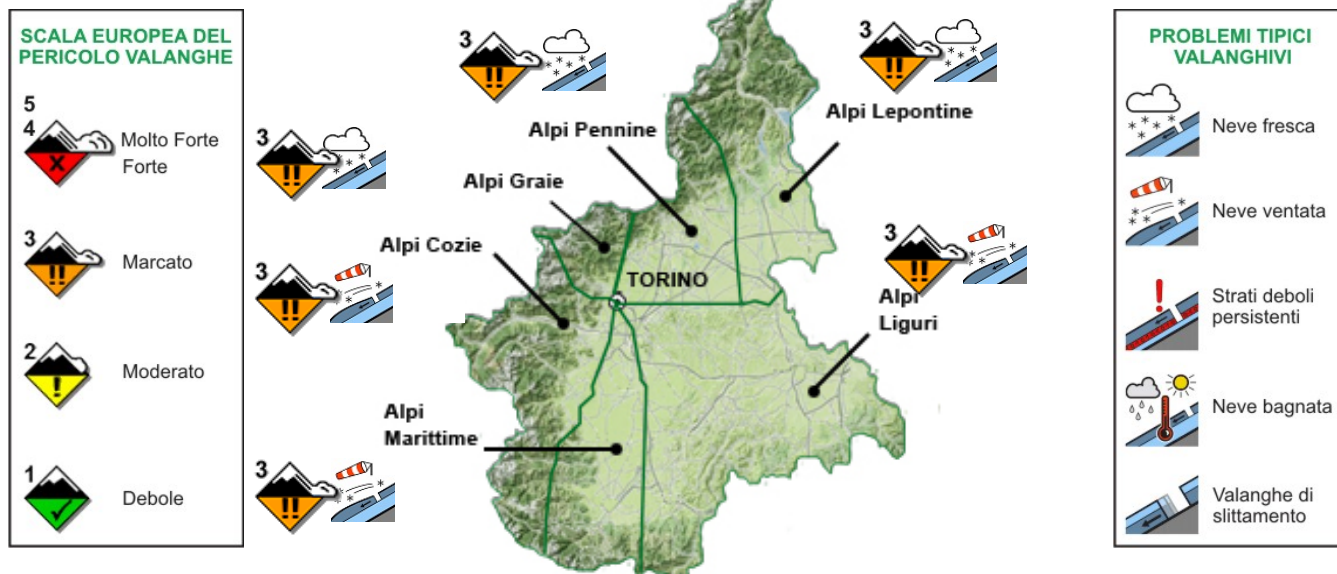 SCALA EUROPEA DEL
PERICOLO VALANGHE
5
4
Molto Forte
Forte
3
Marcato
2
Moderato
1
Debole
3
3
3
3
3
3
Alpi Pennine
Alpi Lepontine
Alpi Graie
Alpi Cozie
TORINO
Alpi
Liguri
Alpi
Marittime
PROBLEMI TIPICI
VALANGHIVI
Neve fresca
Neve ventata
Strati deboli
persistenti
Neve bagnata
Valanghe di
slittamento